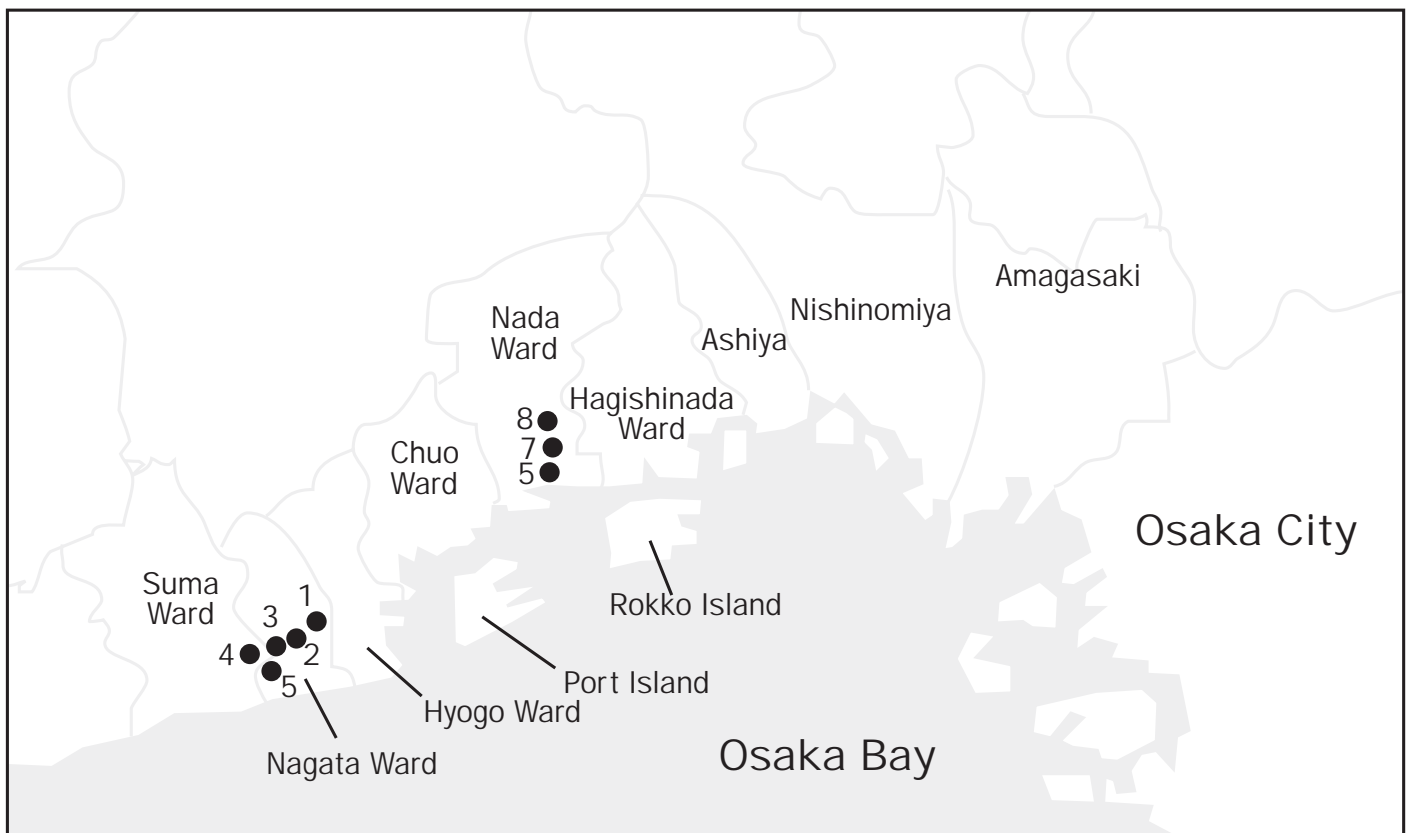 Amagasaki
Nishinomiya
Nada
Ward
Ashiya
Hagishinada
Ward
8
7
5
Chuo
Ward
Osaka City
Suma
Ward
1
3
2
4
5
Rokko Island
Port Island
Hyogo Ward
Nagata Ward
Osaka Bay